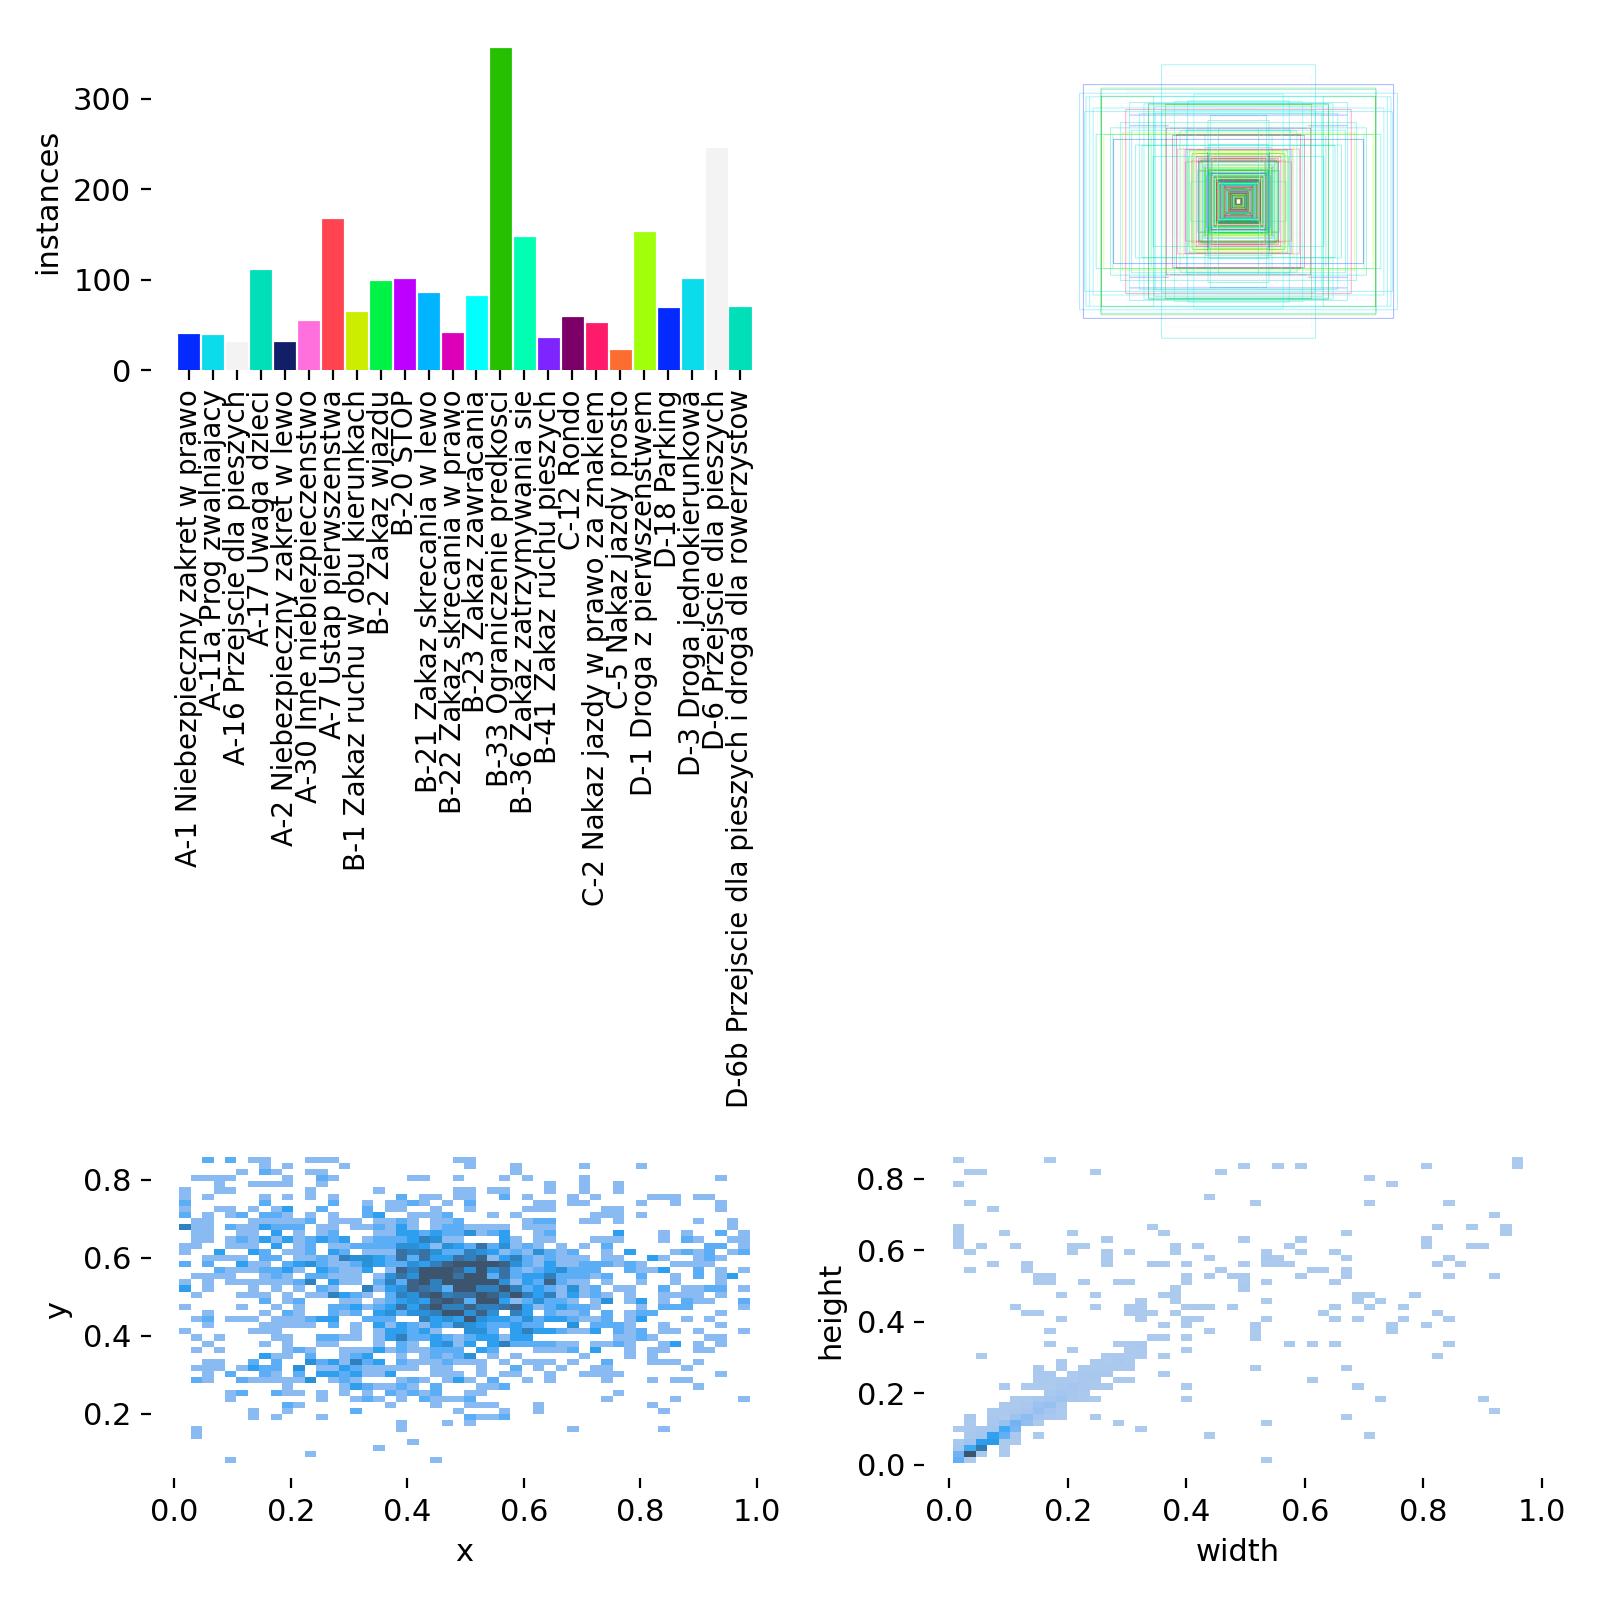 instances
300
200
100
0
A-1 Niebezpieczny zakret w prawo
A-11a Prog zwalniajacy
A-16 Przejscie dla pieszych
A-17 Uwaga dzieci
A-2 Niebezpieczny zakret w lewo
A-30 Inne niebiezpieczenstwo
A-7 Ustap pierwszenstwa
B-1 Zakaz ruchu w obu kierunkach
B-2 Zakaz wjazdu
B-20 STOP
B-21 Zakaz skrecania w lewo
B-22 Zakaz skrecania w prawo
B-23 Zakaz zawracania
B-33 Ograniczenie predkosci
B-36 Zakaz zatrzymywania sie
B-41 Zakaz ruchu pieszych
C-12 Rondo
C-2 Nakaz jazdy w prawo za znakiem
C-5 Nakaz jazdy prosto
D-1 Droga z pierwszenstwem
D-18 Parking
D-3 Droga jednokierunkowa
D-6 Przejscie dla pieszych
D-6b Przejscie dla pieszych i droga dla rowerzystow
y
0.8
0.6
0.4
0.2
0.0 0.2 0.4 0.6 0.8 1.0
x
height
0.8
0.6
0.4
0.2
0.0
0.0 0.2 0.4 0.6 0.8 1.0
width